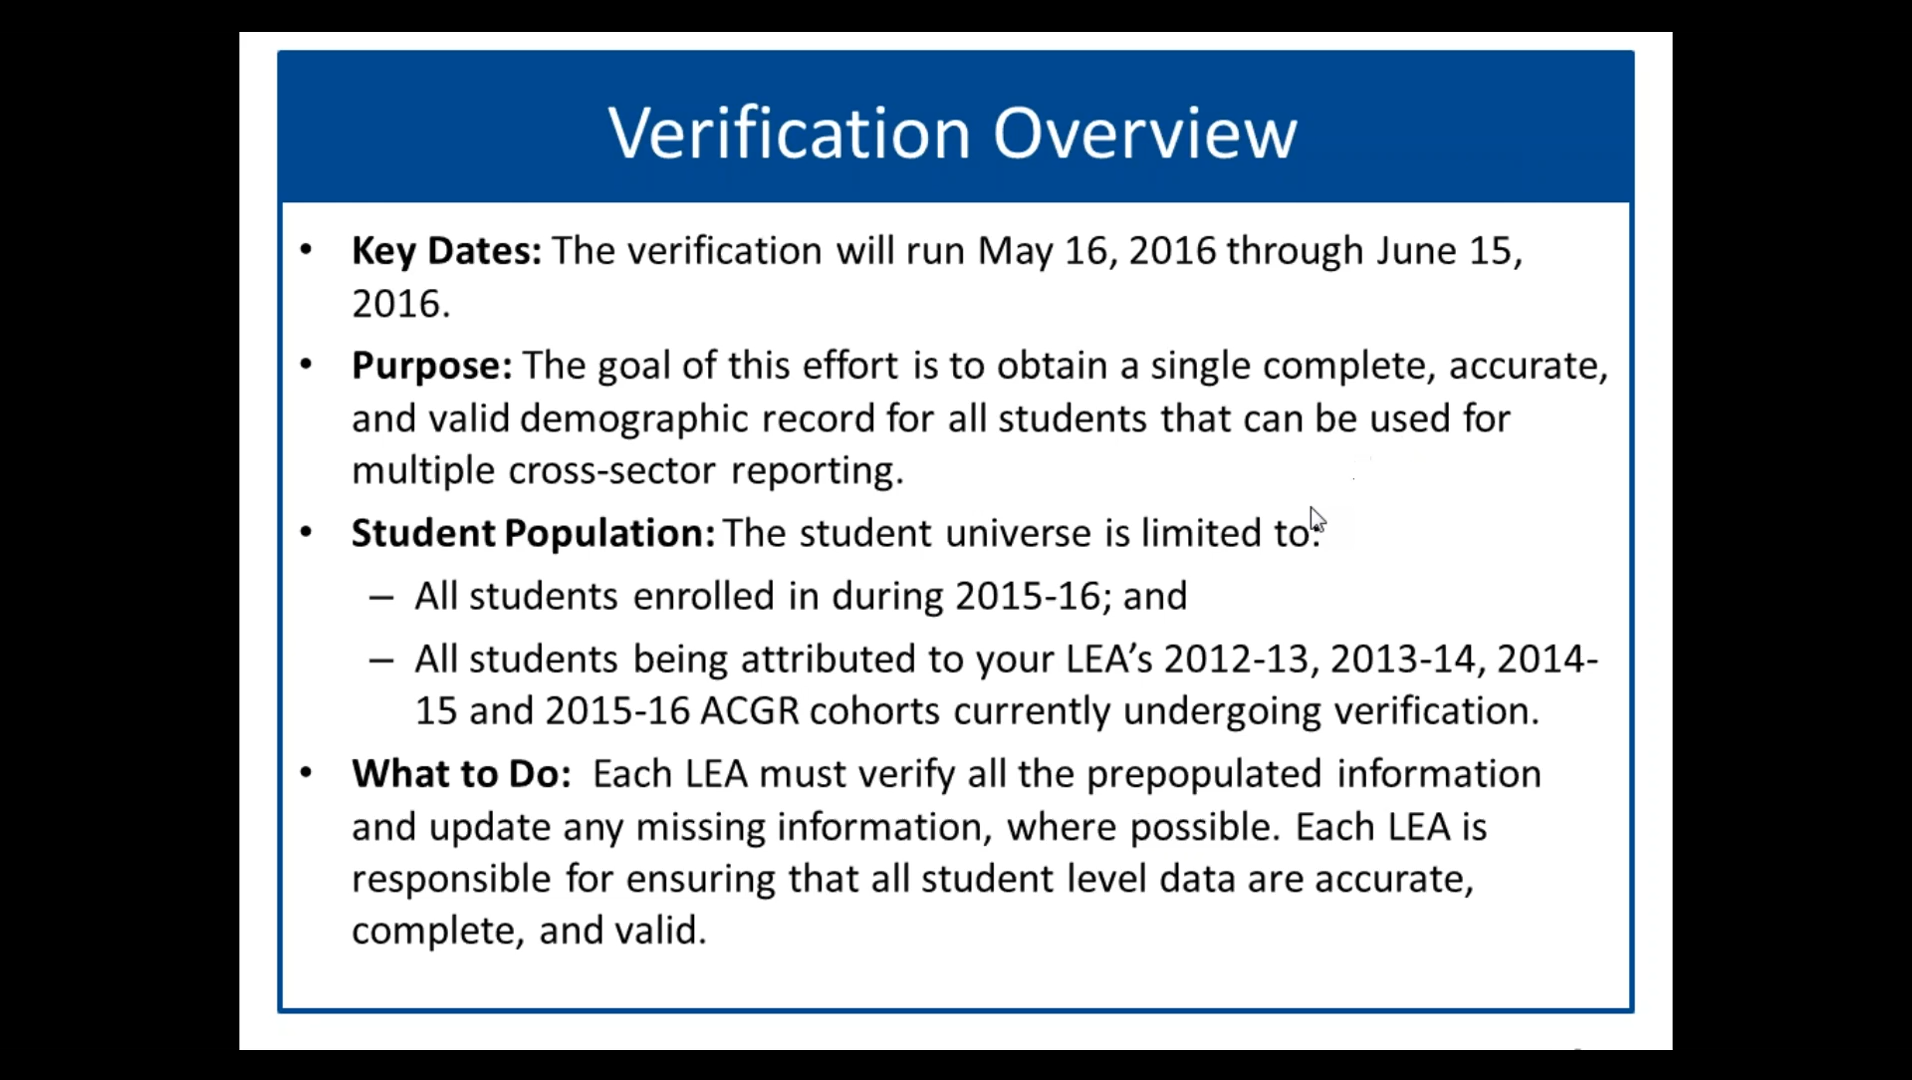 Verification Overview
• Key Dates: The verification will run May 16, 2016 through June 15,
2016.
• Purpose: The goal of this effort is to obtain a single complete, accurate,
and valid demographic record for all students that can be used for
multiple cross-sector reporting.
• Student Population: The student universe is limited to:
– All students enrolled in during 2015-16; and
– All students being attributed to your LEA’s 2012-13, 2013-14, 2014-
15 and 2015-16 ACGR cohorts currently undergoing verification.
• What to Do: Each LEA must verify all the prepopulated information
and update any missing information, where possible. Each LEA is
responsible for ensuring that all student level data are accurate,
complete, and valid.